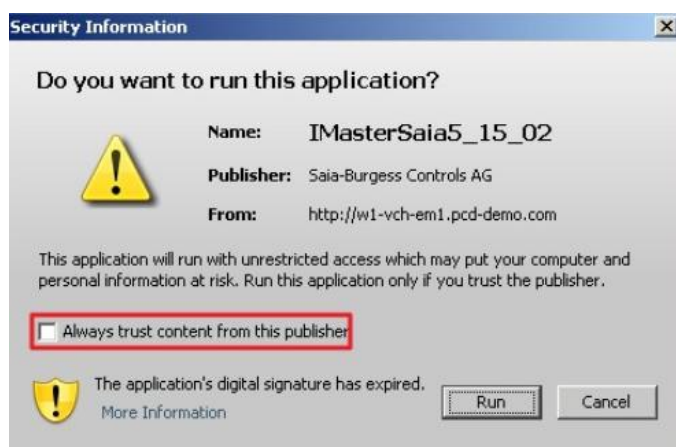 Security Information
Do you want to run this application?
Name: IMasterSaia5_15_02
Publisher: Saia-Burgess Controls AG
From: http://w1-vch-em1.pcd-demo.com
This application will run with unrestricted access which may put your computer and
personal information at risk. Run this application only if you trust the publisher.
Always trust content from this publisher
The application's digital signature has expired.
More Information
Run Cancel